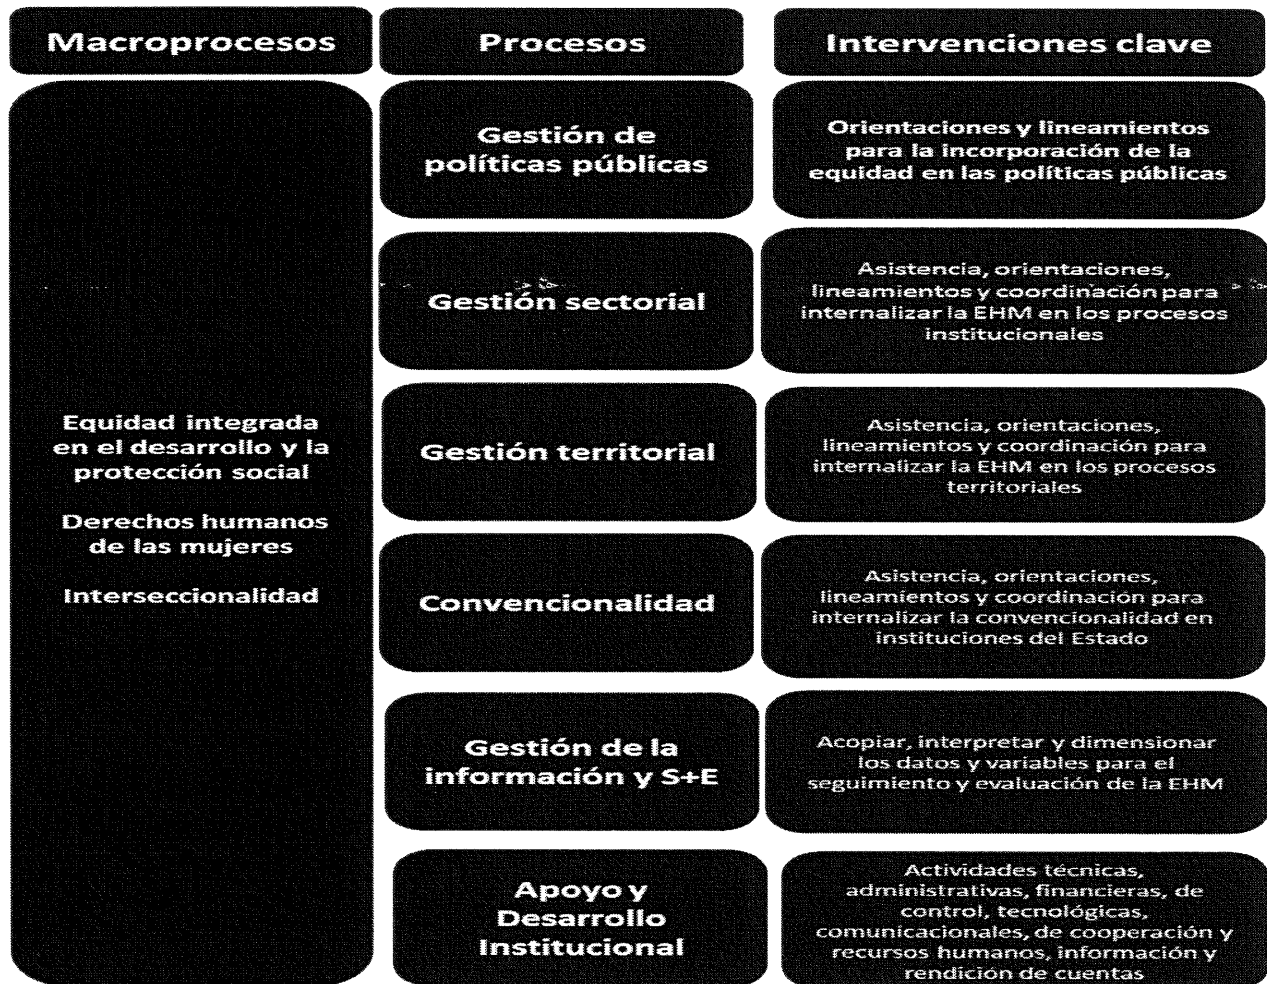 Macroprocesos
Procesos
Intervenciones clave
Equidad integrada
en el desarrollo y la
protección social
Derechos humanos
de las mujeres
Interseccionalidad
Gestión de
políticas públicas
Orientaciones y lineamientos
para la incorporación de la
equidad en las políticas públicas
Gestión sectorial
Asistencia, orientaciones,
lineamientos y coordinación para
internalizar la EHM en los procesos
institucionales
Gestión territorial
Asistencia, orientaciones,
lineamientos y coordinación para
internalizar la EHM en los procesos
territoriales
Convencionalidad
Asistencia, orientaciones,
lineamientos y coordinación para
internalizar la convencionalidad en
instituciones del Estado
Gestión de la
información y S+E
Acopiar, interpretar y dimensionar
los datos y variables para el
seguimiento y evaluación de la EHM
Apoyo y
Desarrollo
Institucional
Actividades técnicas,
administrativas, financieras, de
control, tecnológicas,
comunicacionales, de cooperación y
recursos humanos, información y
rendición de cuentas